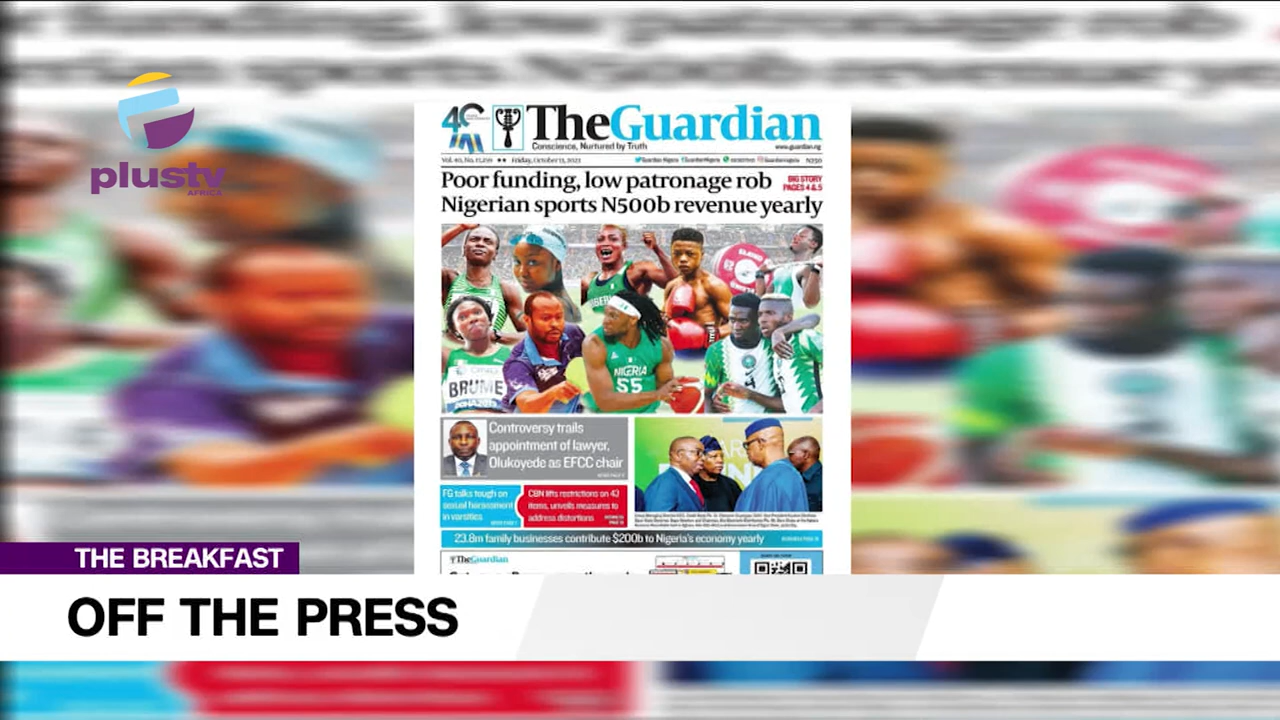 plustv
AFRICA
40
TheGuardian
Conscience, Nurtured by Truth
www.guardian.ng
Friday, October 13, 2023
N250
Poor funding, low patronage rob
Nigerian sports N500b revenue yearly
BIG STORY
PAGES 4 & 5
NIGERIA
55
BRUME
Controversy trails
appointment of lawyer,
Olukoyede as EFCC chair
FG talks tough on
sexual harassment
in varsities
CBN lifts restrictions on 43
items, unveils measures to
address distortions
23.8m family businesses contribute $200b to Nigeria's economy yearly
TheGuardian
THE BREAKFAST
OFF THE PRESS